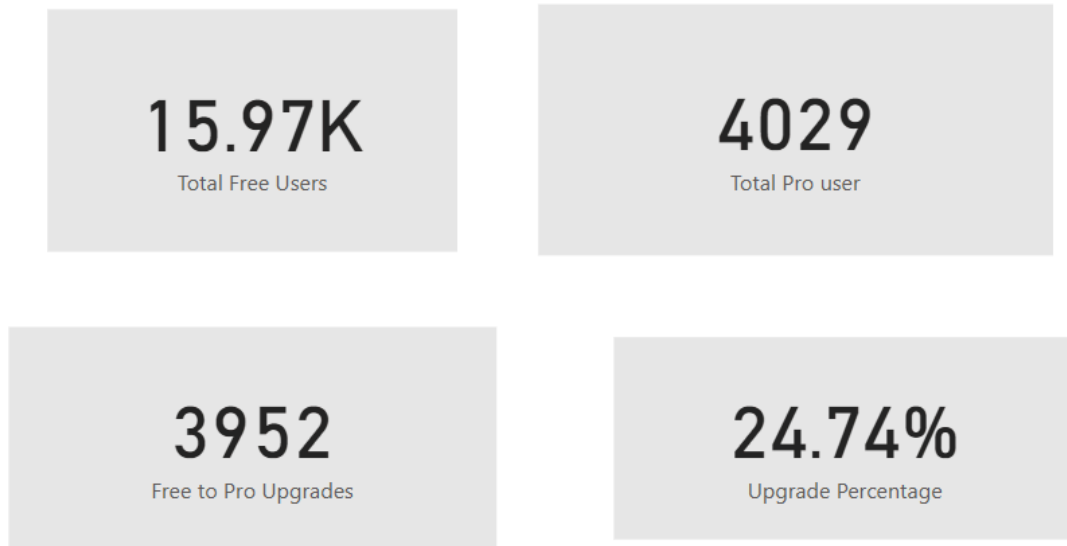 15.97K
Total Free Users
4029
Total Pro user
3952
Free to Pro Upgrades
24.74%
Upgrade Percentage